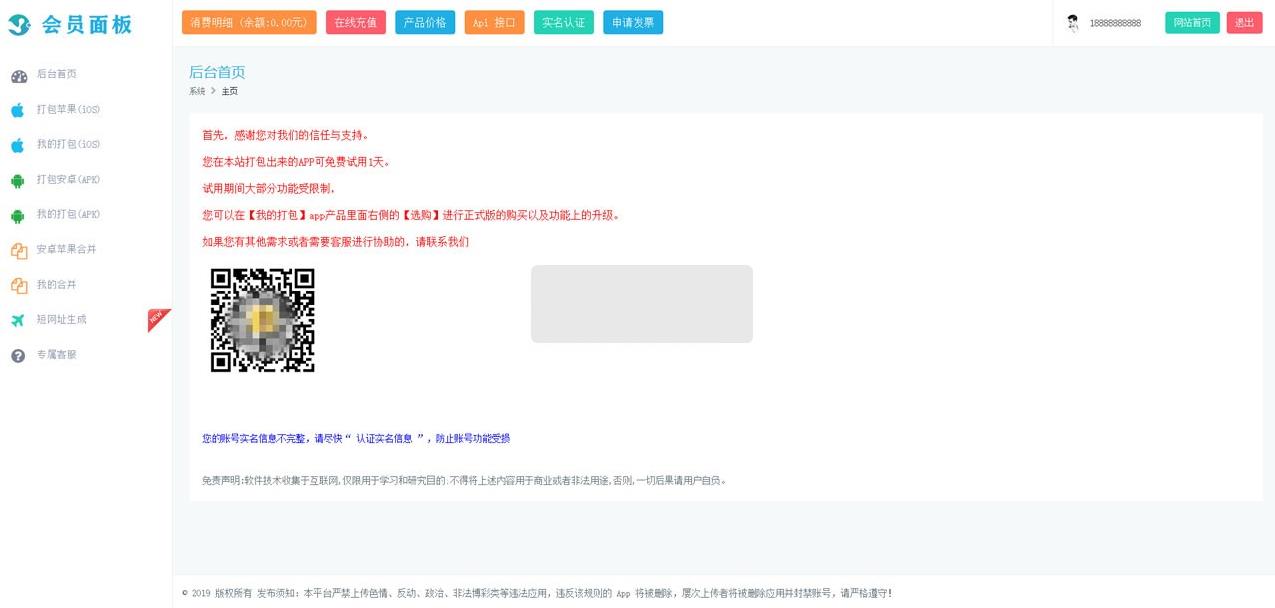 会员面板
消费明细（余额:0.00元）
在线充值
产品价格
Api 接口
实名认证
申请发票
18888888888
网站首页
退出
后台首页
打包苹果(iOS)
我的打包(iOS)
打包安卓(APK)
我的打包(APK)
安卓苹果合并
我的合并
短网址生成
NEW
专属客服
后台首页
系统 > 主页
首先，感谢您对我们的信任与支持。
您在本站打包出来的APP可免费试用1天。
试用期间大部分功能受限制，
您可以在【我的打包】app产品里面右侧的【选购】进行正式版的购买以及功能上的升级。
如果您有其他需求或者需要客服进行协助的，请联系我们
您的账号实名信息不完整，请尽快“ 认证实名信息 ”，防止账号功能受损
免责声明:软件技术收集于互联网,仅限用于学习和研究目的.不得将上述内容用于商业或者非法用途,否则,一切后果请用户自负。
© 2019 版权所有 发布须知：本平台严禁上传色情、反动、政治、非法博彩类等违法应用，违反该规则的 App 将被删除，屡次上传者将被删除应用并封禁账号，请严格遵守！